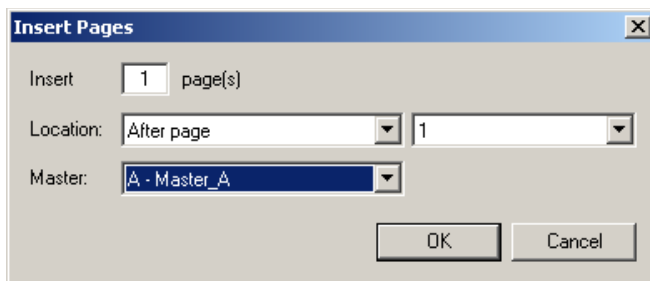 Insert Pages
Insert 1 page(s)
Location: After page 1
Master: A - Master_A
OK Cancel